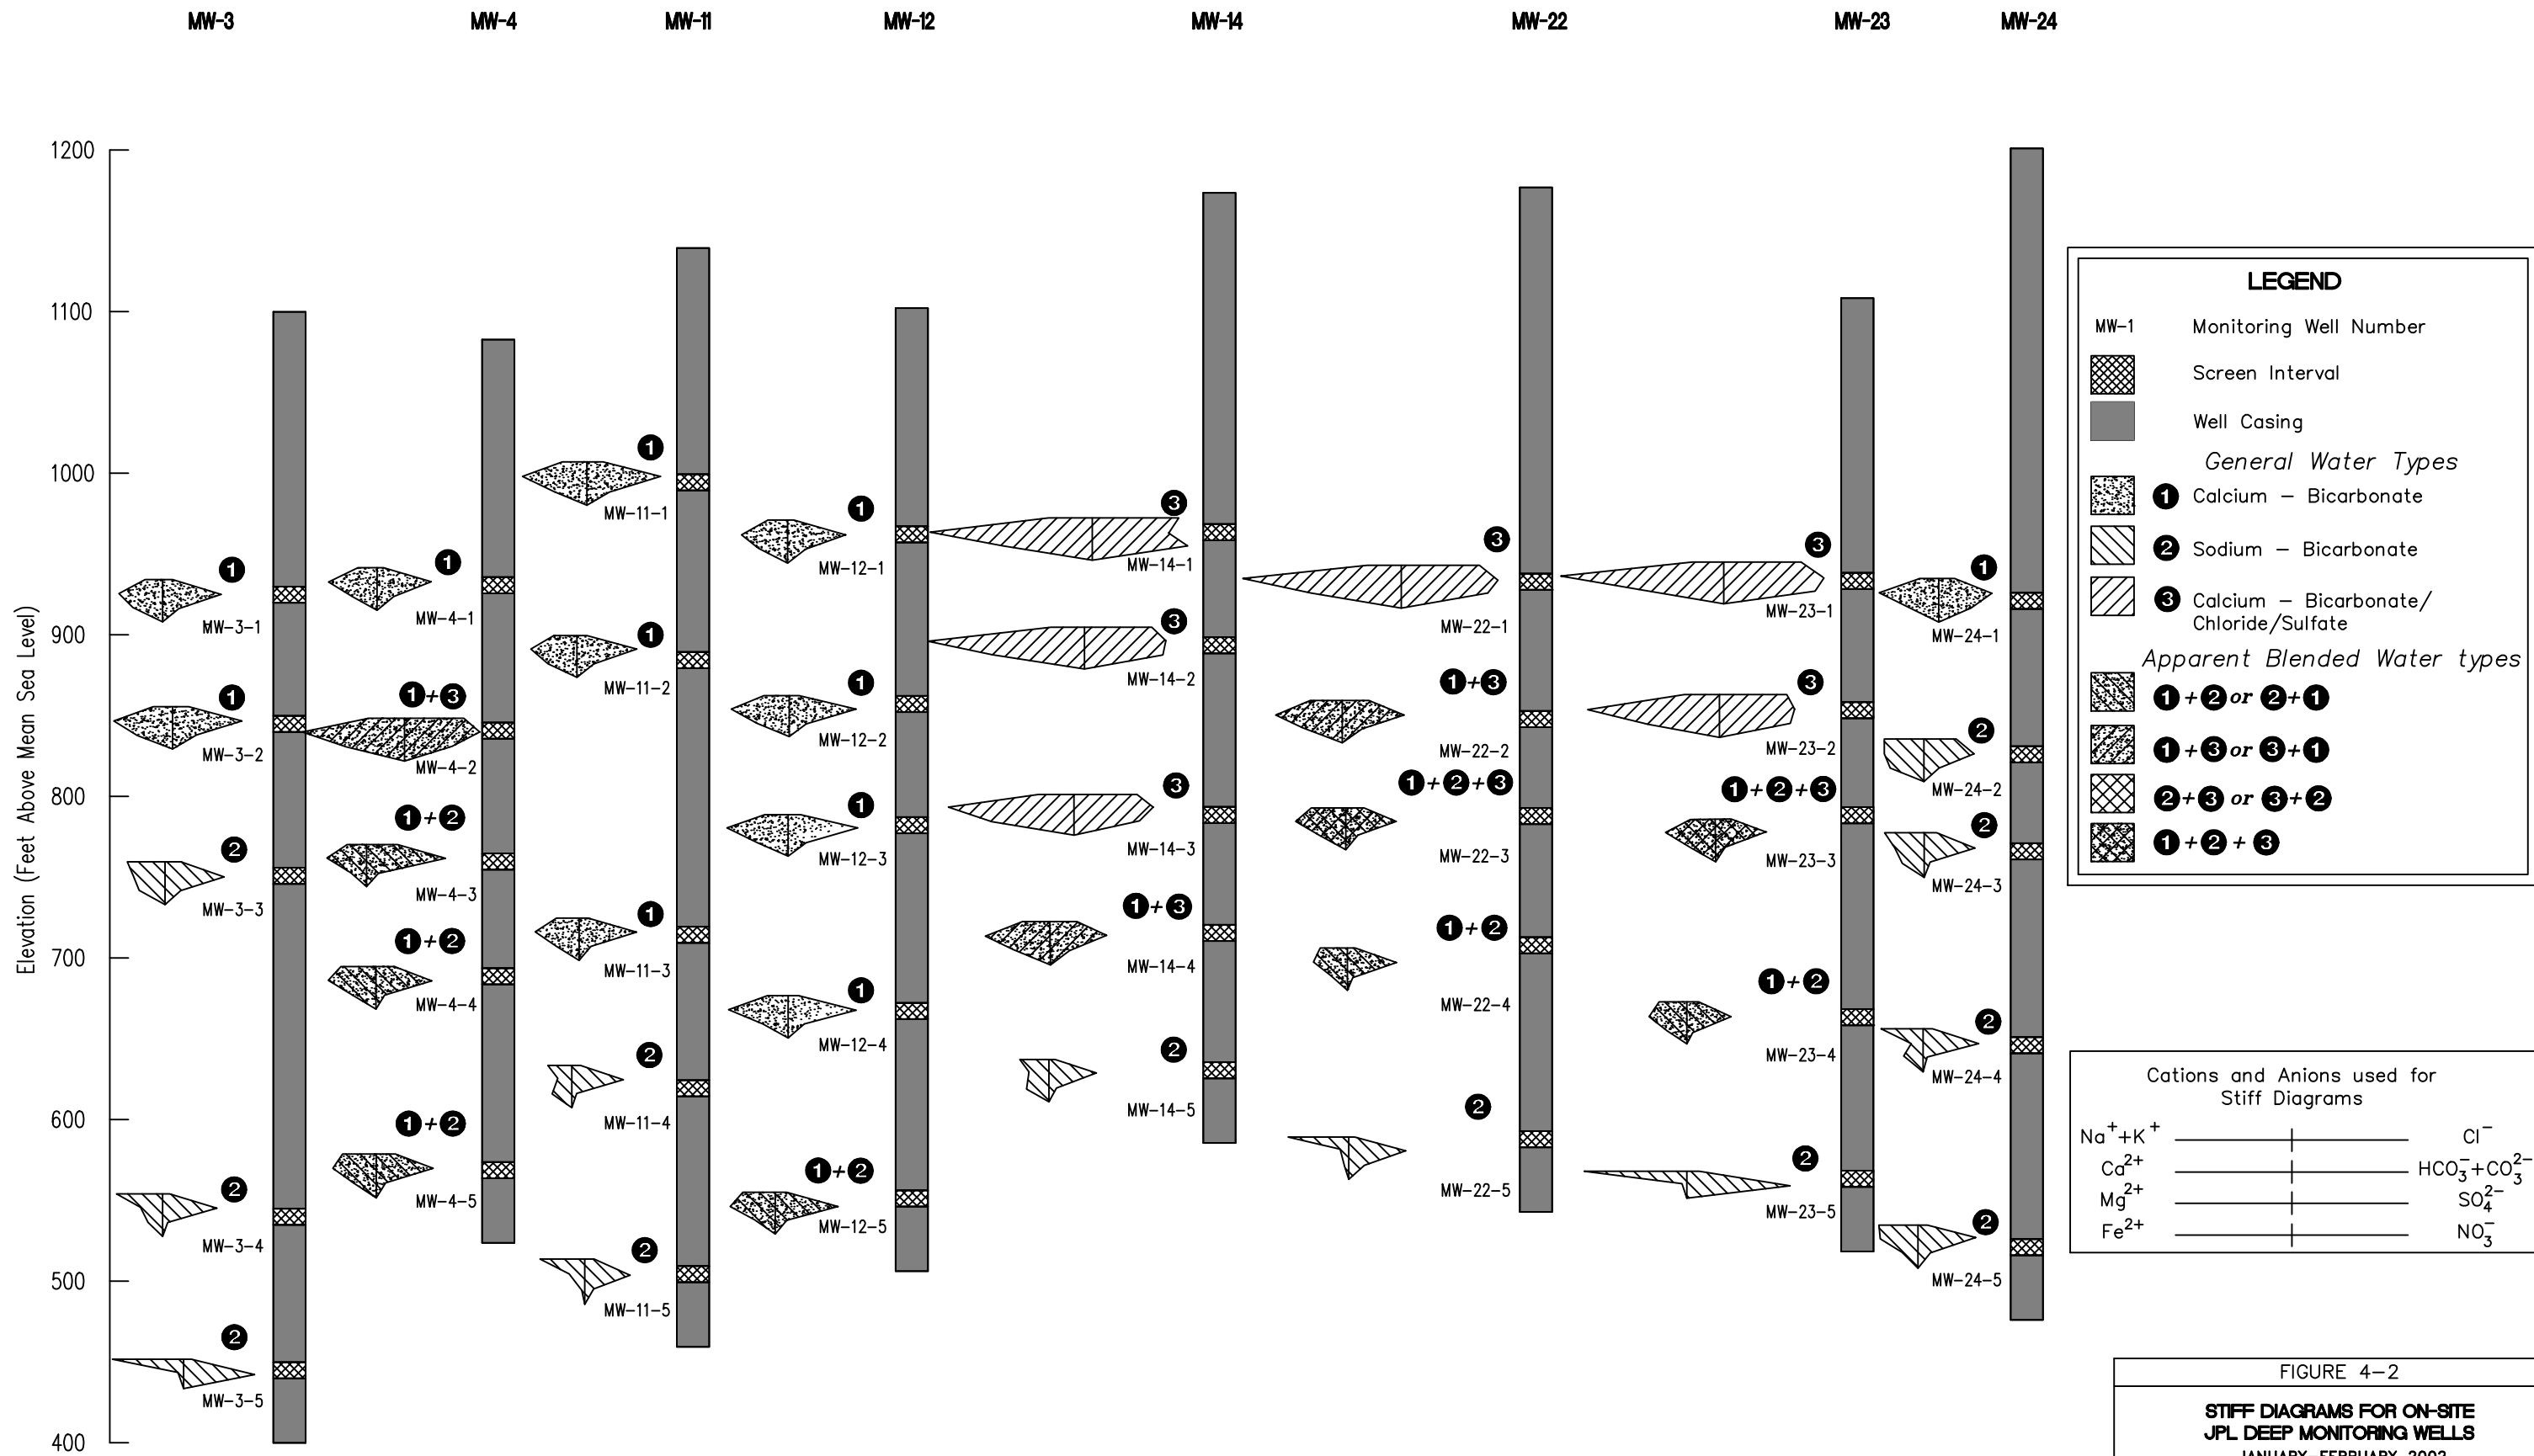 MW-3 MW-4 MW-11 MW-12 MW-14 MW-22 MW-23 MW-24
Elevation (Feet Above Mean Sea Level)
1200
1100
1000
900
800
700
600
500
400
1
MW-3-1
1
MW-3-2
2
MW-3-3
2
MW-3-4
2
MW-3-5
1
MW-4-1
1+3
MW-4-2
1+2
MW-4-3
1+2
MW-4-4
1+2
MW-4-5
1
MW-11-1
1
MW-11-2
1
MW-11-3
2
MW-11-4
2
MW-11-5
1
MW-12-1
1
MW-12-2
1
MW-12-3
1
MW-12-4
1+2
MW-12-5
3
MW-14-1
3
MW-14-2
3
MW-14-3
1+3
MW-14-4
2
MW-14-5
3
MW-22-1
1+3
MW-22-2
1+2+3
MW-22-3
1+2
MW-22-4
2
MW-22-5
3
MW-23-1
3
MW-23-2
1+2+3
MW-23-3
1+2
MW-23-4
2
MW-23-5
1
MW-24-1
2
MW-24-2
2
MW-24-3
2
MW-24-4
2
MW-24-5
LEGEND
MW-1 Monitoring Well Number
Screen Interval
Well Casing
General Water Types
1 Calcium - Bicarbonate
2 Sodium - Bicarbonate
3 Calcium - Bicarbonate/
Chloride/Sulfate
Apparent Blended Water types
1+2 or 2+1
1+3 or 3+1
2+3 or 3+2
1+2+3
Cations and Anions used for
Stiff Diagrams
Na⁺+K⁺ Cl⁻
Ca²⁺ HCO₃⁻+CO₃²⁻
Mg²⁺ SO₄²⁻
Fe²⁺ NO₃⁻
FIGURE 4-2
STIFF DIAGRAMS FOR ON-SITE
JPL DEEP MONITORING WELLS
JANUARY-FEBRUARY 2002